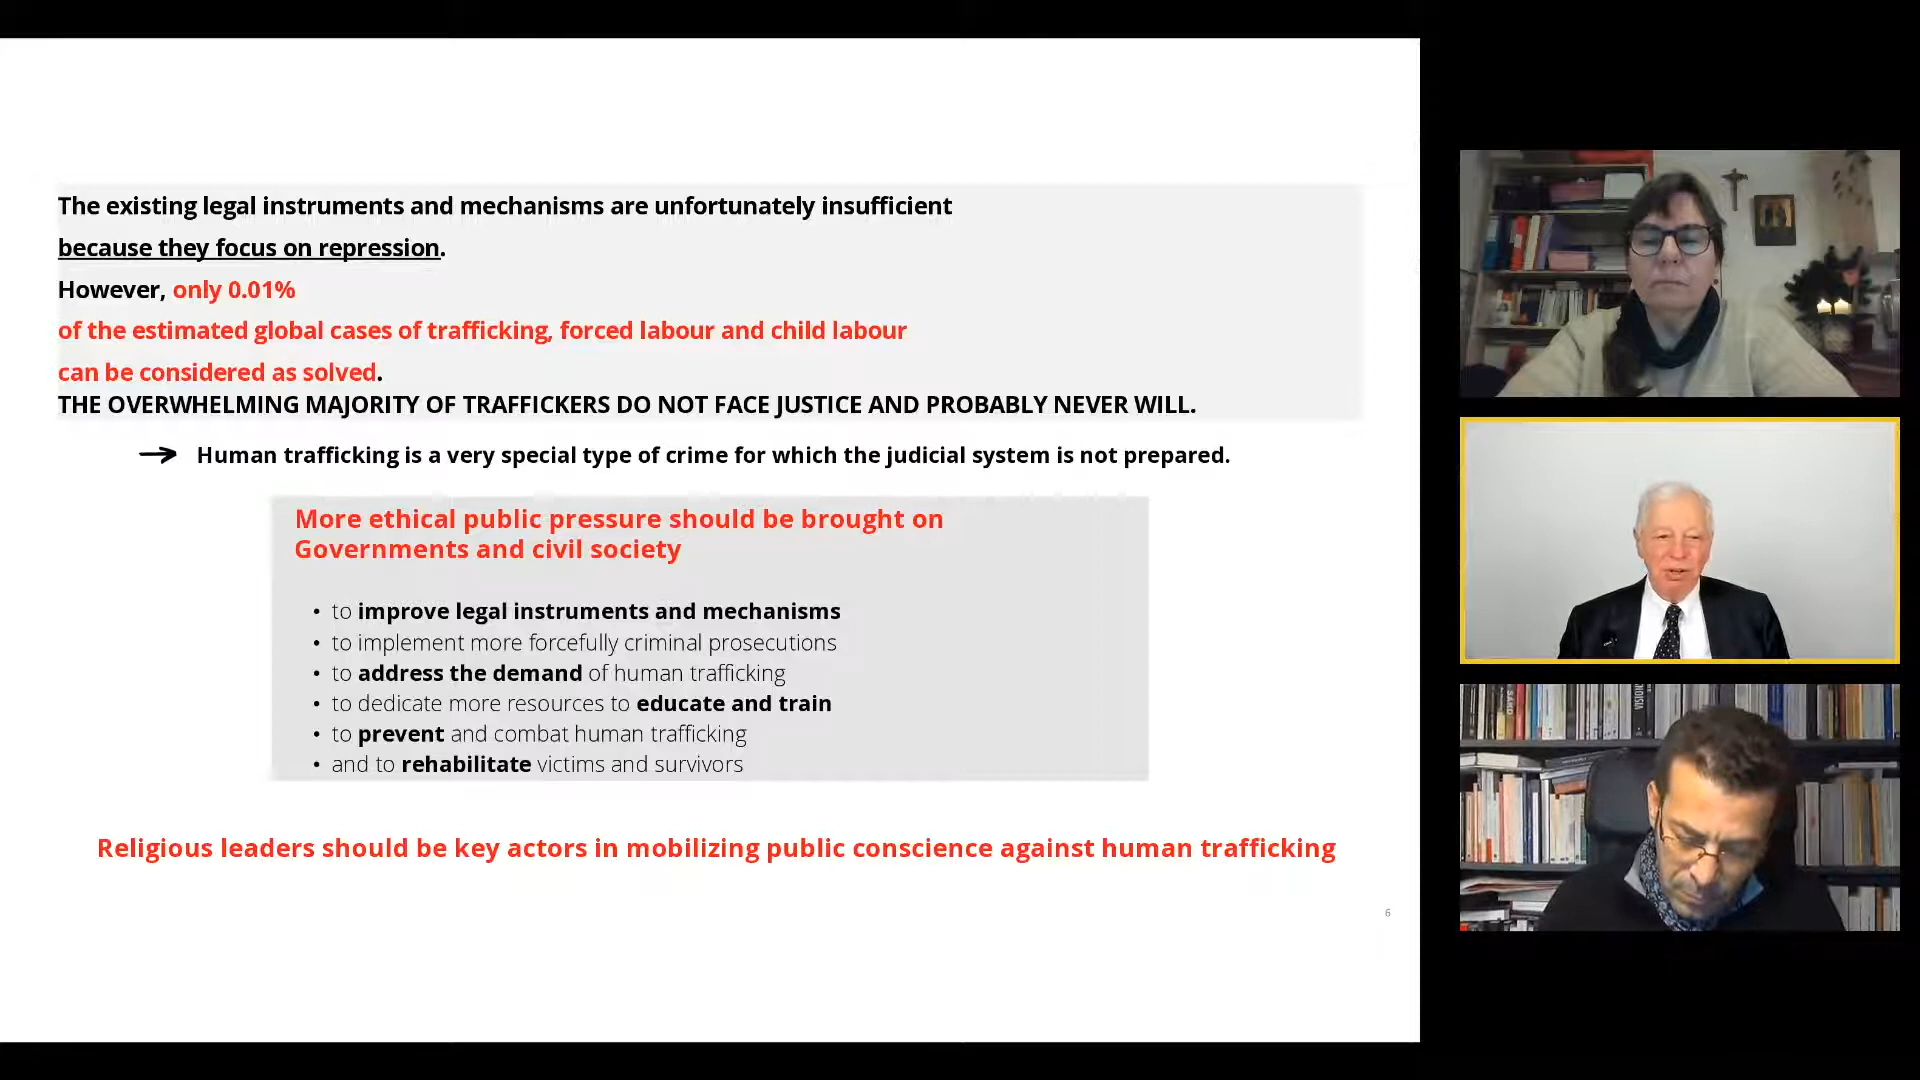 The existing legal instruments and mechanisms are unfortunately insufficient
because they focus on repression.
However, only 0.01%
of the estimated global cases of trafficking, forced labour and child labour
can be considered as solved.
THE OVERWHELMING MAJORITY OF TRAFFICKERS DO NOT FACE JUSTICE AND PROBABLY NEVER WILL.
→ Human trafficking is a very special type of crime for which the judicial system is not prepared.
More ethical public pressure should be brought on
Governments and civil society
• to improve legal instruments and mechanisms
• to implement more forcefully criminal prosecutions
• to address the demand of human trafficking
• to dedicate more resources to educate and train
• to prevent and combat human trafficking
• and to rehabilitate victims and survivors
Religious leaders should be key actors in mobilizing public conscience against human trafficking
6